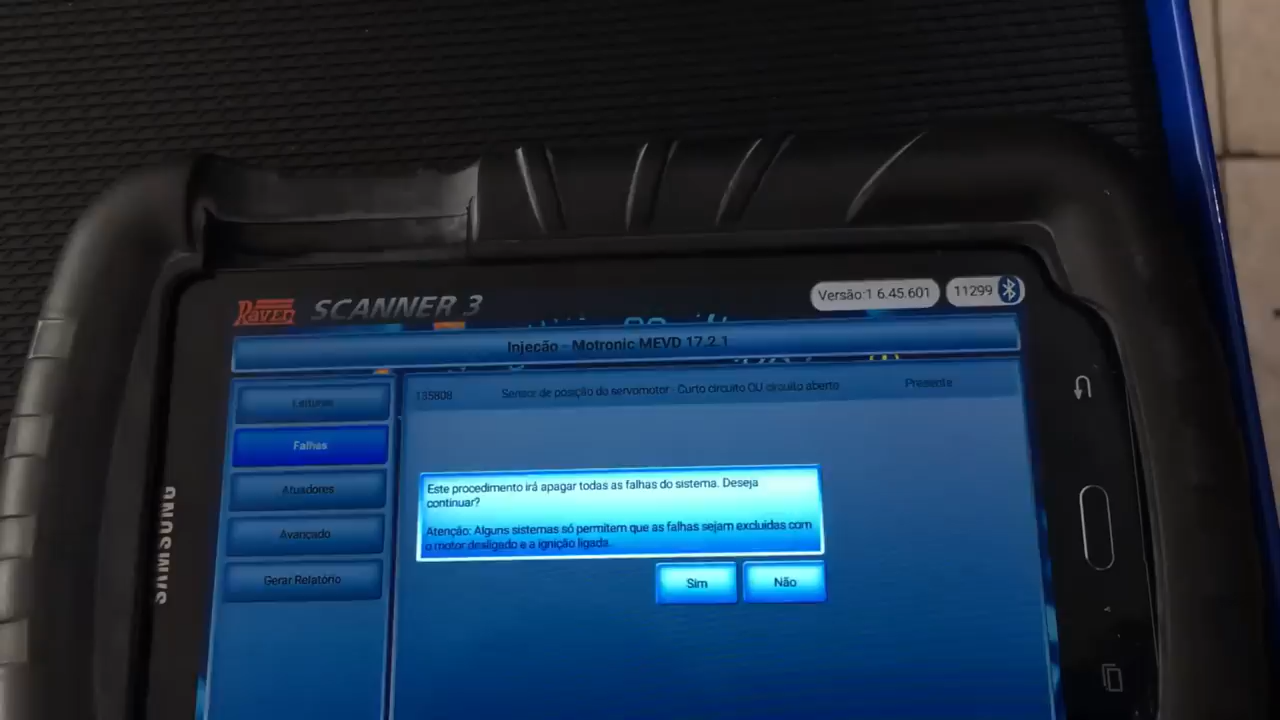 RAVEN SCANNER 3
Versão:1 6.45.601
11299
Injeção - Motronic MEVD 17.2.1
135808 Sensor de posição do servomotor - Curto circuito OU circuito aberto Presente
Leituras
Falhas
Atuadores
Avançado
Gerar Relatório
Este procedimento irá apagar todas as falhas do sistema. Deseja
continuar?
Atenção: Alguns sistemas só permitem que as falhas sejam excluídas com
o motor desligado e a ignição ligada.
Sim
Não
SAMSUNG